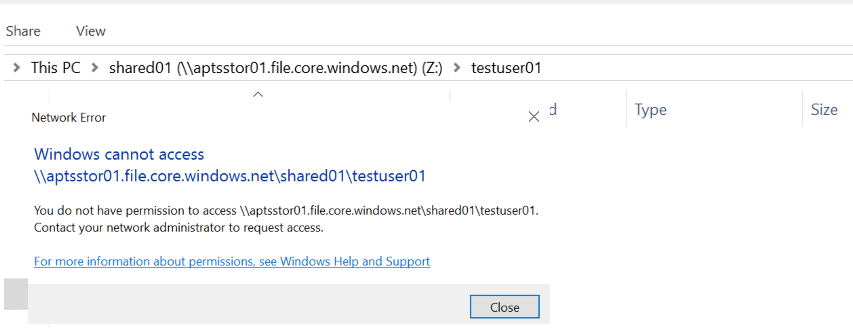 Share View
This PC shared01 (\\aptsstor01.file.core.windows.net) (Z:) testuser01
d Type Size
Network Error
Windows cannot access
\\aptsstor01.file.core.windows.net\shared01\testuser01
You do not have permission to access \\aptsstor01.file.core.windows.net\shared01\testuser01.
Contact your network administrator to request access.
For more information about permissions, see Windows Help and Support
Close